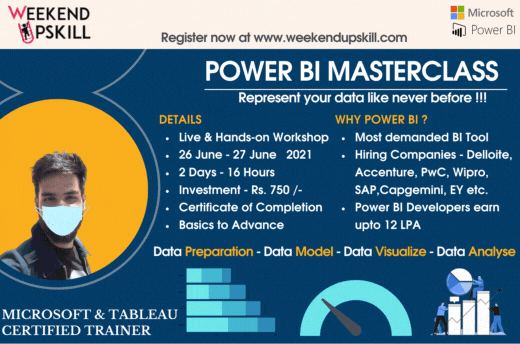 WEEKEND
UPSKILL
Microsoft
Power BI
Register now at www.weekendupskill.com
POWER BI MASTERCLASS
Represent your data like never before !!!
DETAILS
• Live & Hands-on Workshop
• 26 June - 27 June 2021
• 2 Days - 16 Hours
• Investment - Rs. 750 /-
• Certificate of Completion
• Basics to Advance
WHY POWER BI ?
• Most demanded BI Tool
• Hiring Companies - Delloite,
Accenture, PwC, Wipro,
SAP,Capgemini, EY etc.
• Power BI Developers earn
upto 12 LPA
Data Preparation - Data Model - Data Visualize - Data Analyse
MICROSOFT & TABLEAU
CERTIFIED TRAINER